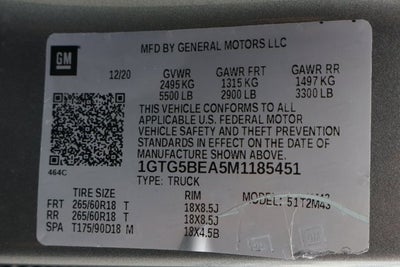 GM
MFD BY GENERAL MOTORS LLC
12/20 GVWR GAWR FRT GAWR RR
2495 KG 1315 KG 1497 KG
5500 LB 2900 LB 3300 LB
THIS VEHICLE CONFORMS TO ALL
APPLICABLE U.S. FEDERAL MOTOR
VEHICLE SAFETY AND THEFT PREVENTION
STANDARDS IN EFFECT ON THE DATE OF
MANUFACTURE SHOWN ABOVE.
464C 1GTG5BEA5M1185451
TYPE: TRUCK
TIRE SIZE RIM MODEL:
FRT 265/60R18 T 18X8.5J 51T2M43
RR 265/60R18 T 18X8.5J
SPA T175/90D18 M 18X4.5B